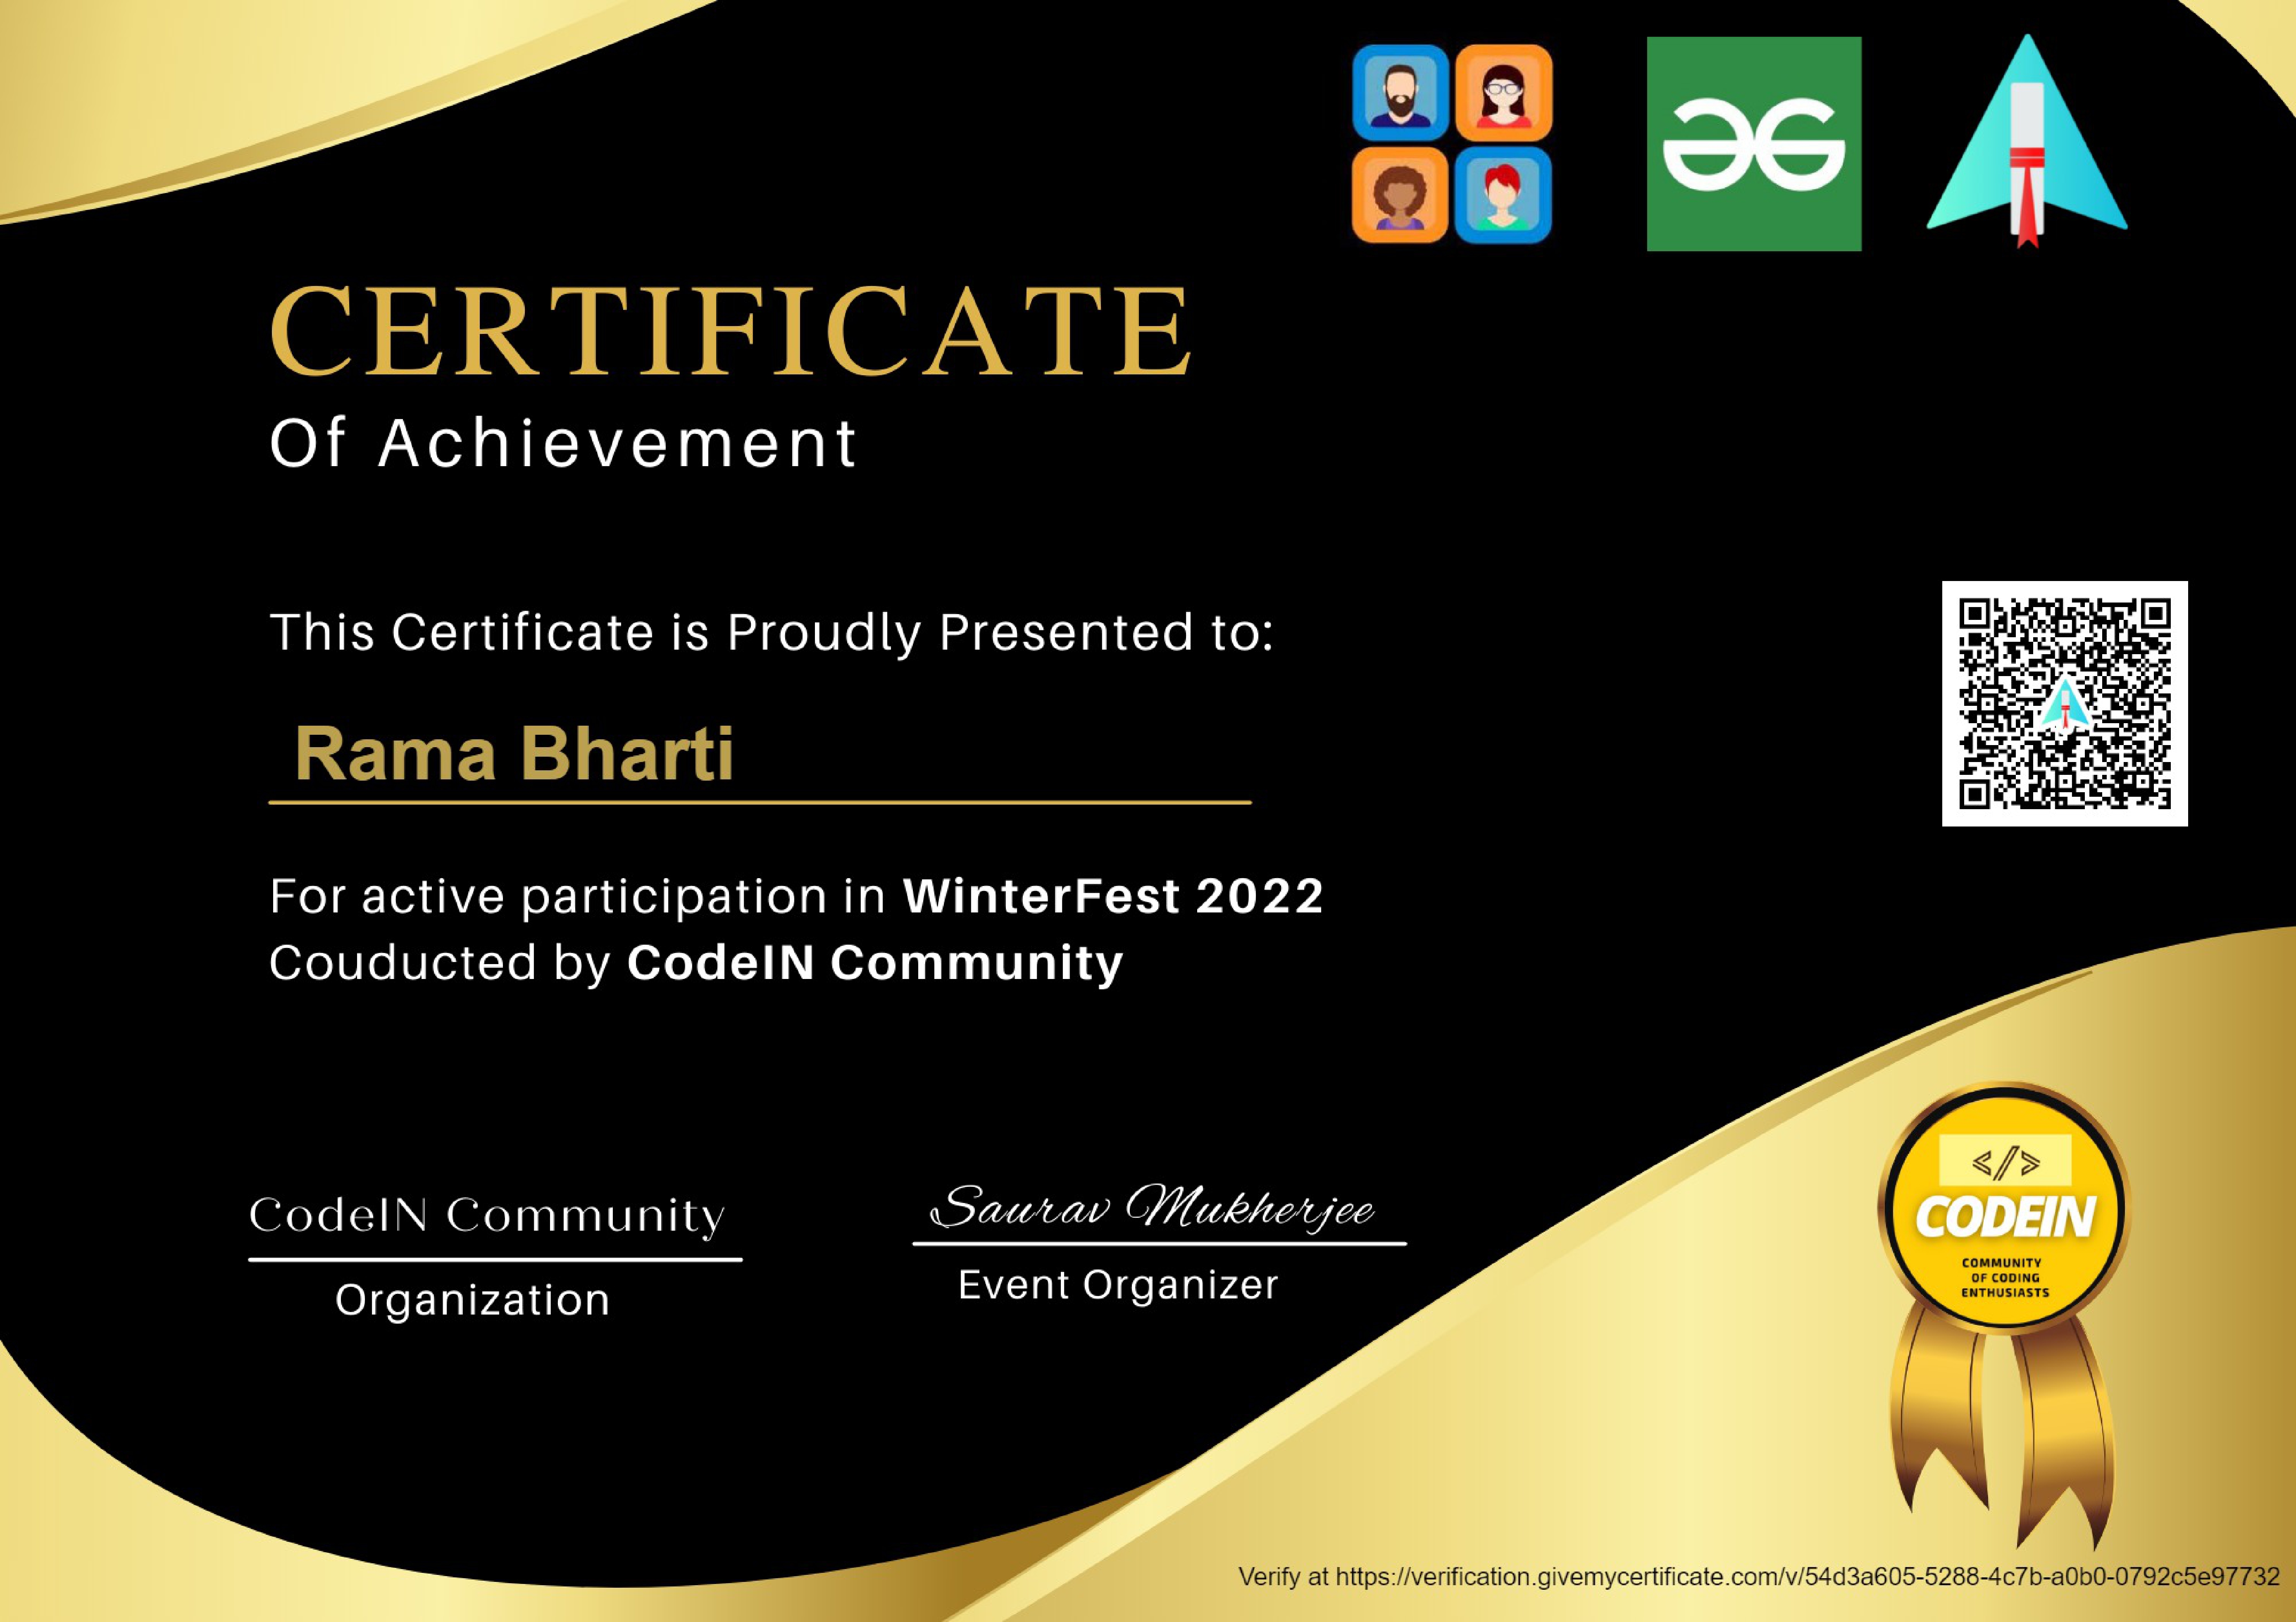 CERTIFICATE
Of Achievement
This Certificate is Proudly Presented to:
Rama Bharti
For active participation in WinterFest 2022
Couducted by CodeIN Community
CodeIN Community
Organization
Saurav Mukherjee
Event Organizer
</>
CODEIN
COMMUNITY
OF CODING
ENTHUSIASTS
Verify at https://verification.givemycertificate.com/v/54d3a605-5288-4c7b-a0b0-0792c5e97732